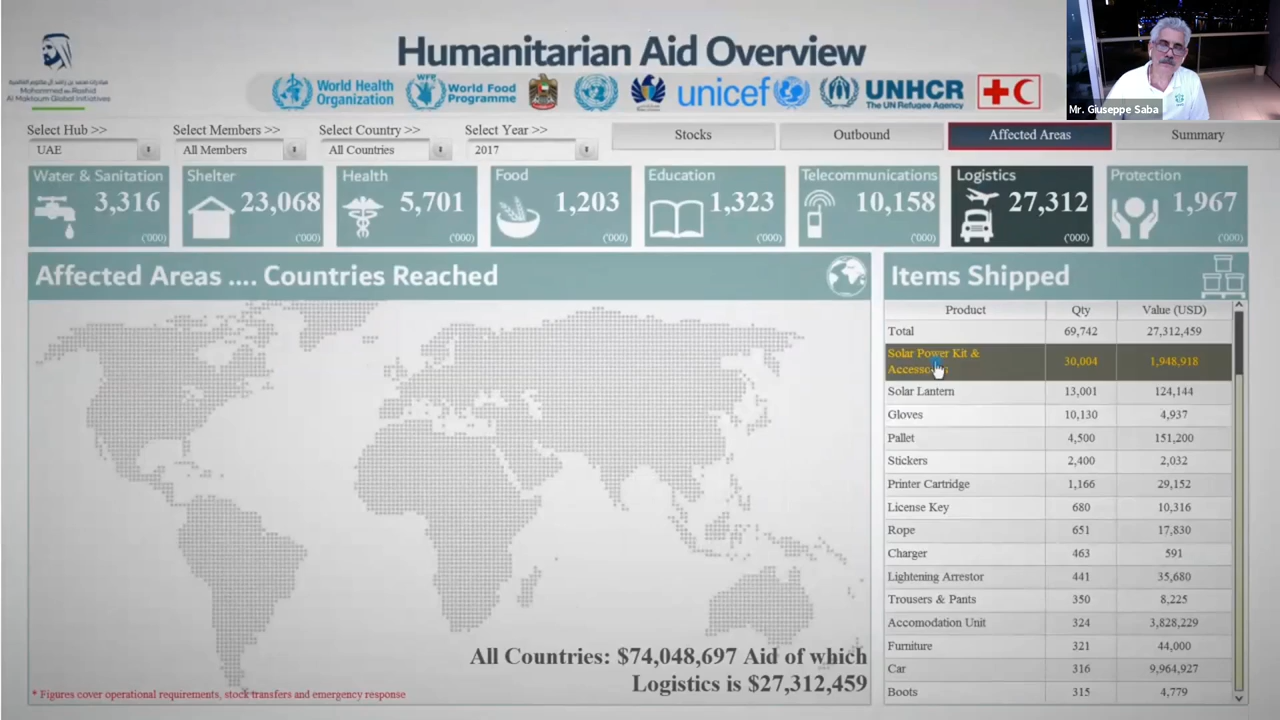 Humanitarian Aid Overview
Mohammed Bin Rashid
Al Maktoum Global Initiatives
World Health
Organization
WFP
World Food
Programme
unicef
UNHCR
The UN Refugee Agency
Mr. Giuseppe Saba
Select Hub >> Select Members >> Select Country >> Select Year >>
UAE All Members All Countries 2017
Stocks Outbound Affected Areas Summary
Water & Sanitation
3,316
('000)
Shelter
23,068
('000)
Health
5,701
('000)
Food
1,203
('000)
Education
1,323
('000)
Telecommunications
10,158
('000)
Logistics
27,312
('000)
Protection
1,967
('000)
Affected Areas .... Countries Reached
All Countries: $74,048,697 Aid of which
Logistics is $27,312,459
* Figures cover operational requirements, stock transfers and emergency response
Items Shipped
Product Qty Value (USD)
Total 69,742 27,312,459
Solar Power Kit & 30,004 1,948,918
Solar Lantern 13,001 124,144
Gloves 10,130 4,937
Pallet 4,500 151,200
Stickers 2,400 2,032
Printer Cartridge 1,166 29,152
License Key 680 10,316
Rope 651 17,830
Charger 463 591
Lightening Arrestor 441 35,680
Trousers & Pants 350 8,225
Accomodation Unit 324 3,828,229
Furniture 321 44,000
Car 316 9,964,927
Boots 315 4,779